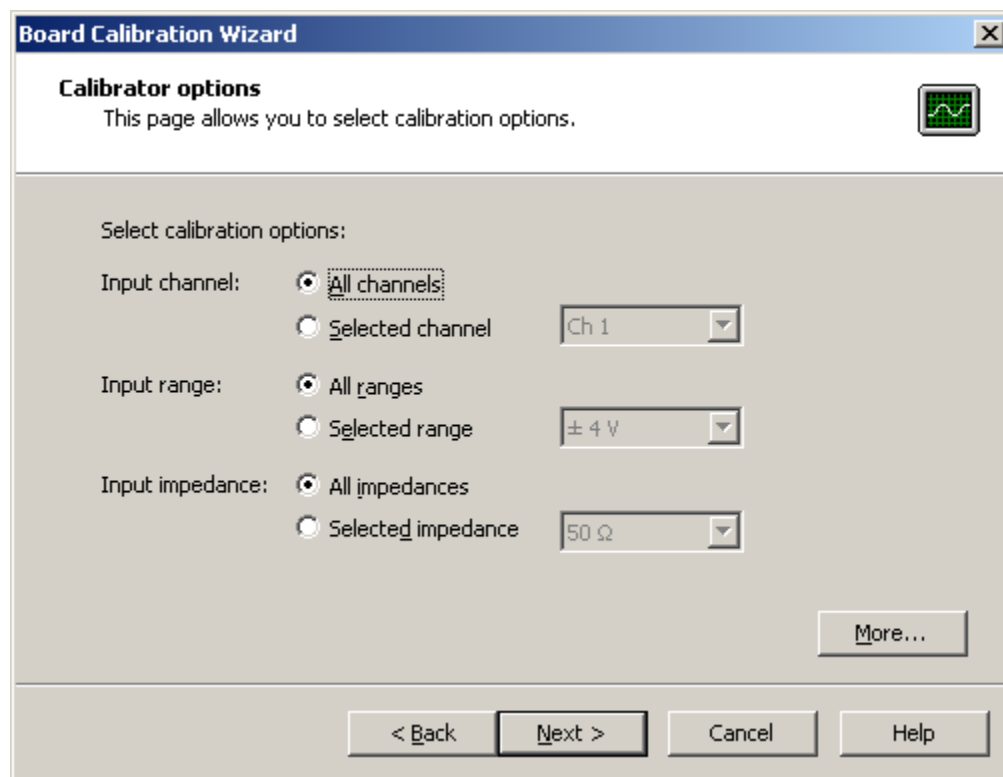 Board Calibration Wizard
Calibrator options
This page allows you to select calibration options.
Select calibration options:
Input channel: All channels
Selected channel Ch 1
Input range: All ranges
Selected range ± 4 V
Input impedance: All impedances
Selected impedance 50 Ω
More...
< Back Next > Cancel Help